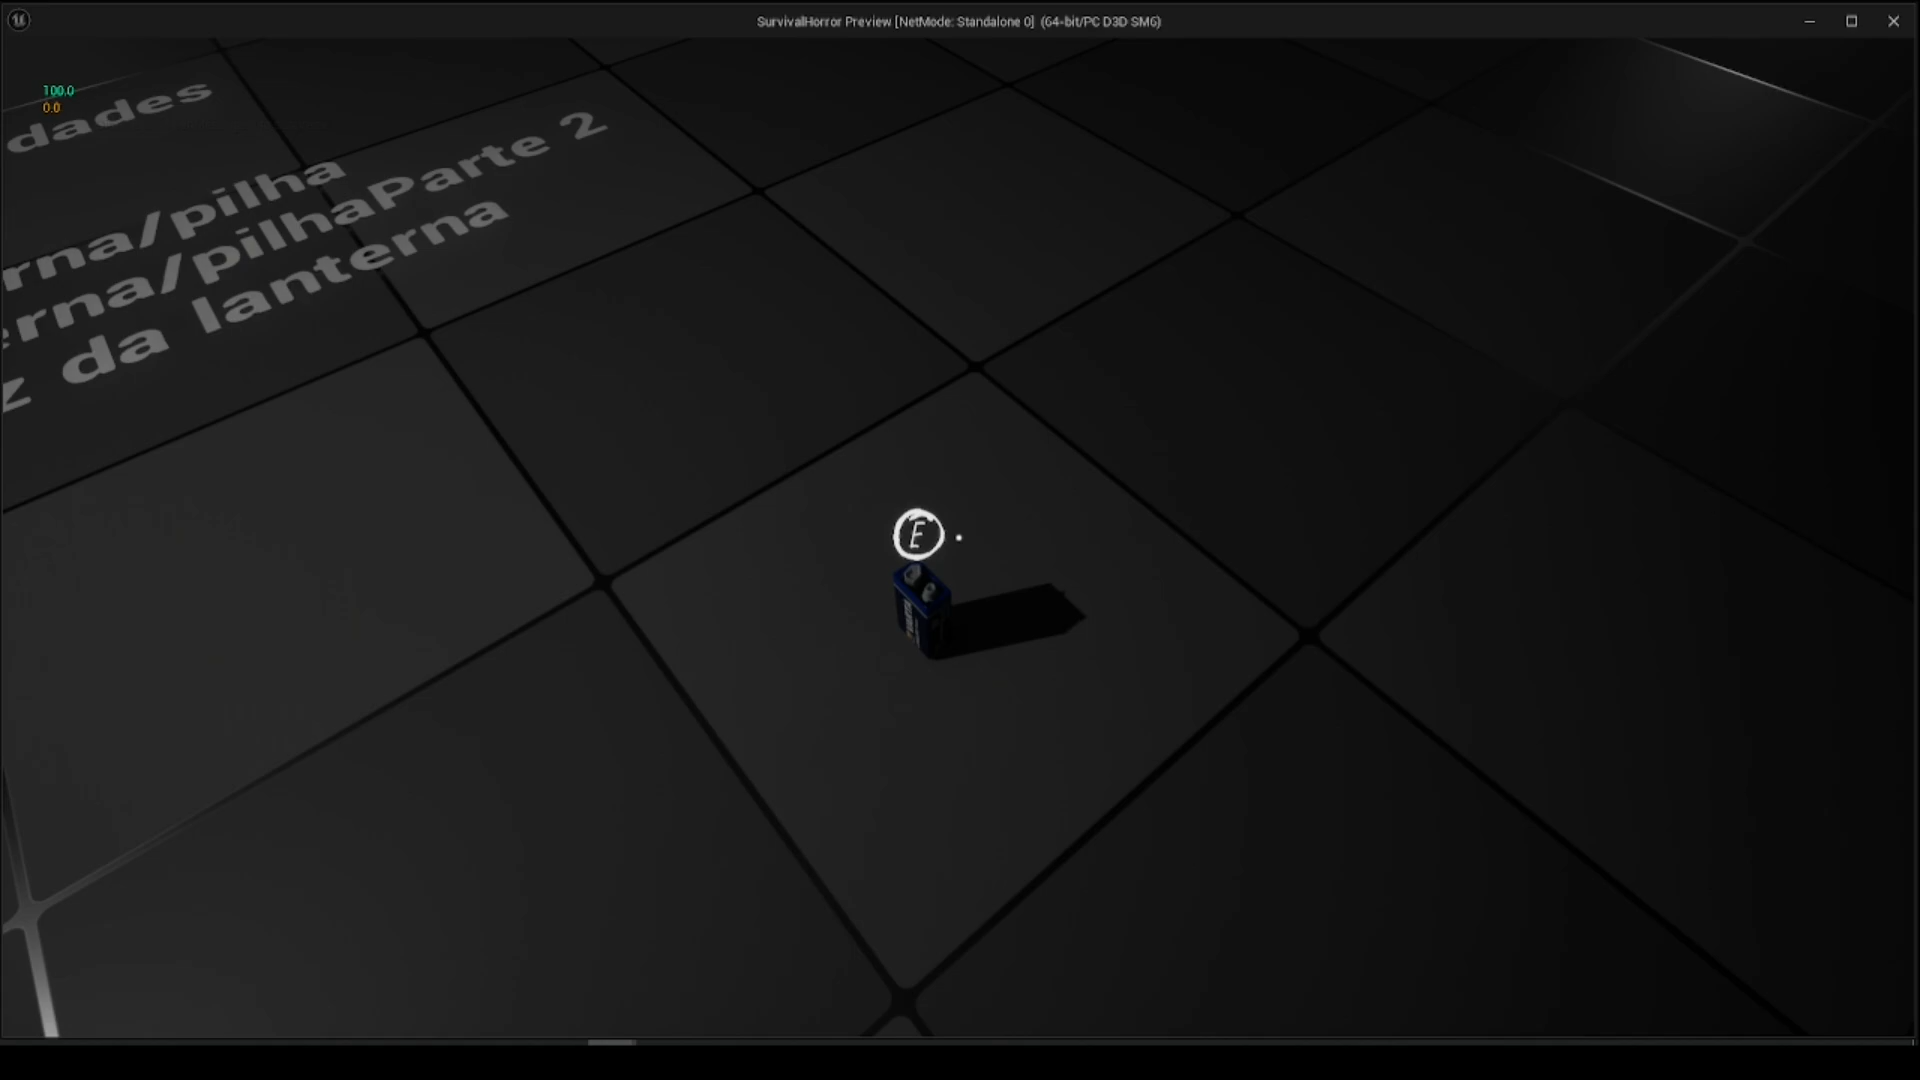 SurvivalHorror Preview [NetMode: Standalone 0] (64-bit/PC D3D SM6)
100.0
0.0
dades
rna/pilha
erna/pilhaParte 2
z da lanterna
E